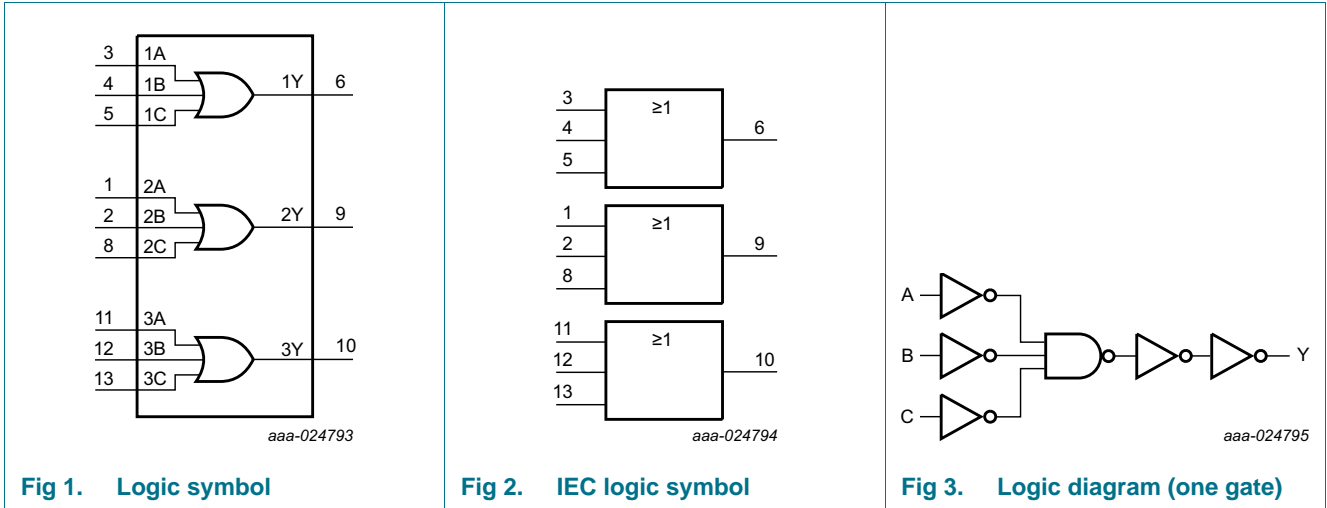 3 1A
4 1B 1Y 6
5 1C
1 2A
2 2B 2Y 9
8 2C
11 3A
12 3B 3Y 10
13 3C
aaa-024793
Fig 1. Logic symbol
3 ≥1
4 6
5
1 ≥1
2 9
8
11 ≥1
12 10
13
aaa-024794
Fig 2. IEC logic symbol
A
B Y
C
aaa-024795
Fig 3. Logic diagram (one gate)